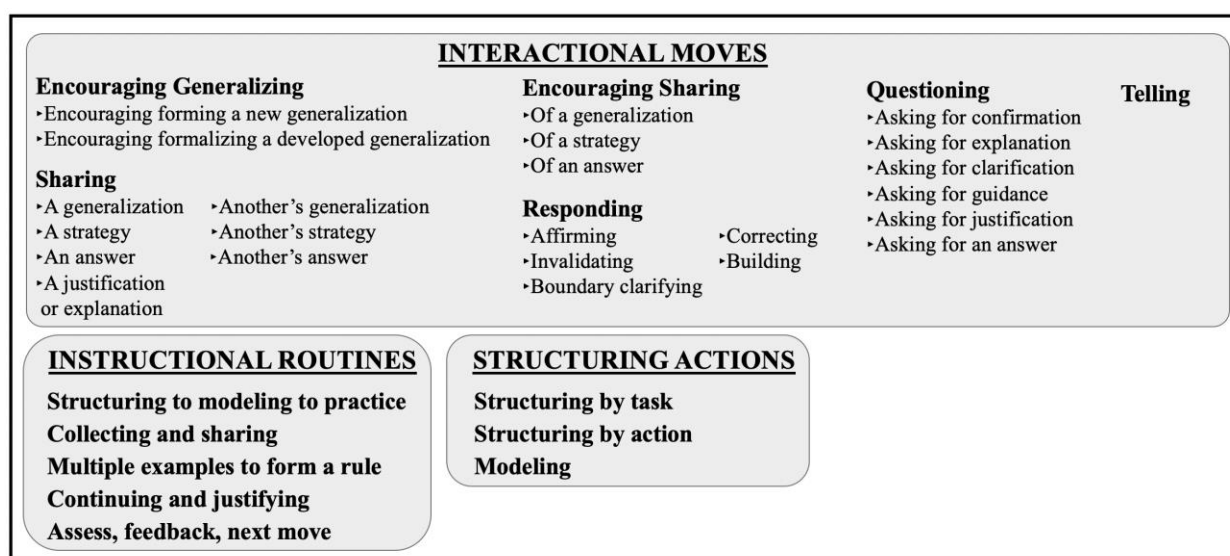 INTERACTIONAL MOVES
Encouraging Generalizing
‣Encouraging forming a new generalization
‣Encouraging formalizing a developed generalization
Sharing
‣A generalization
‣A strategy
‣An answer
‣A justification
or explanation
‣Another’s generalization
‣Another’s strategy
‣Another’s answer
Encouraging Sharing
‣Of a generalization
‣Of a strategy
‣Of an answer
Responding
‣Affirming
‣Invalidating
‣Boundary clarifying
‣Correcting
‣Building
Questioning
‣Asking for confirmation
‣Asking for explanation
‣Asking for clarification
‣Asking for guidance
‣Asking for justification
‣Asking for an answer
Telling
INSTRUCTIONAL ROUTINES
Structuring to modeling to practice
Collecting and sharing
Multiple examples to form a rule
Continuing and justifying
Assess, feedback, next move
STRUCTURING ACTIONS
Structuring by task
Structuring by action
Modeling